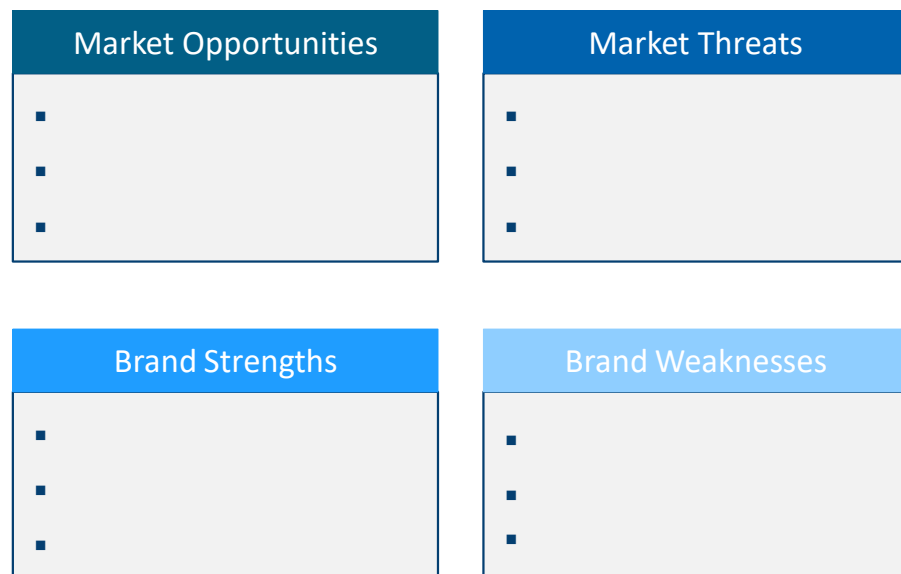 Market Opportunities
Market Threats
Brand Strengths
Brand Weaknesses